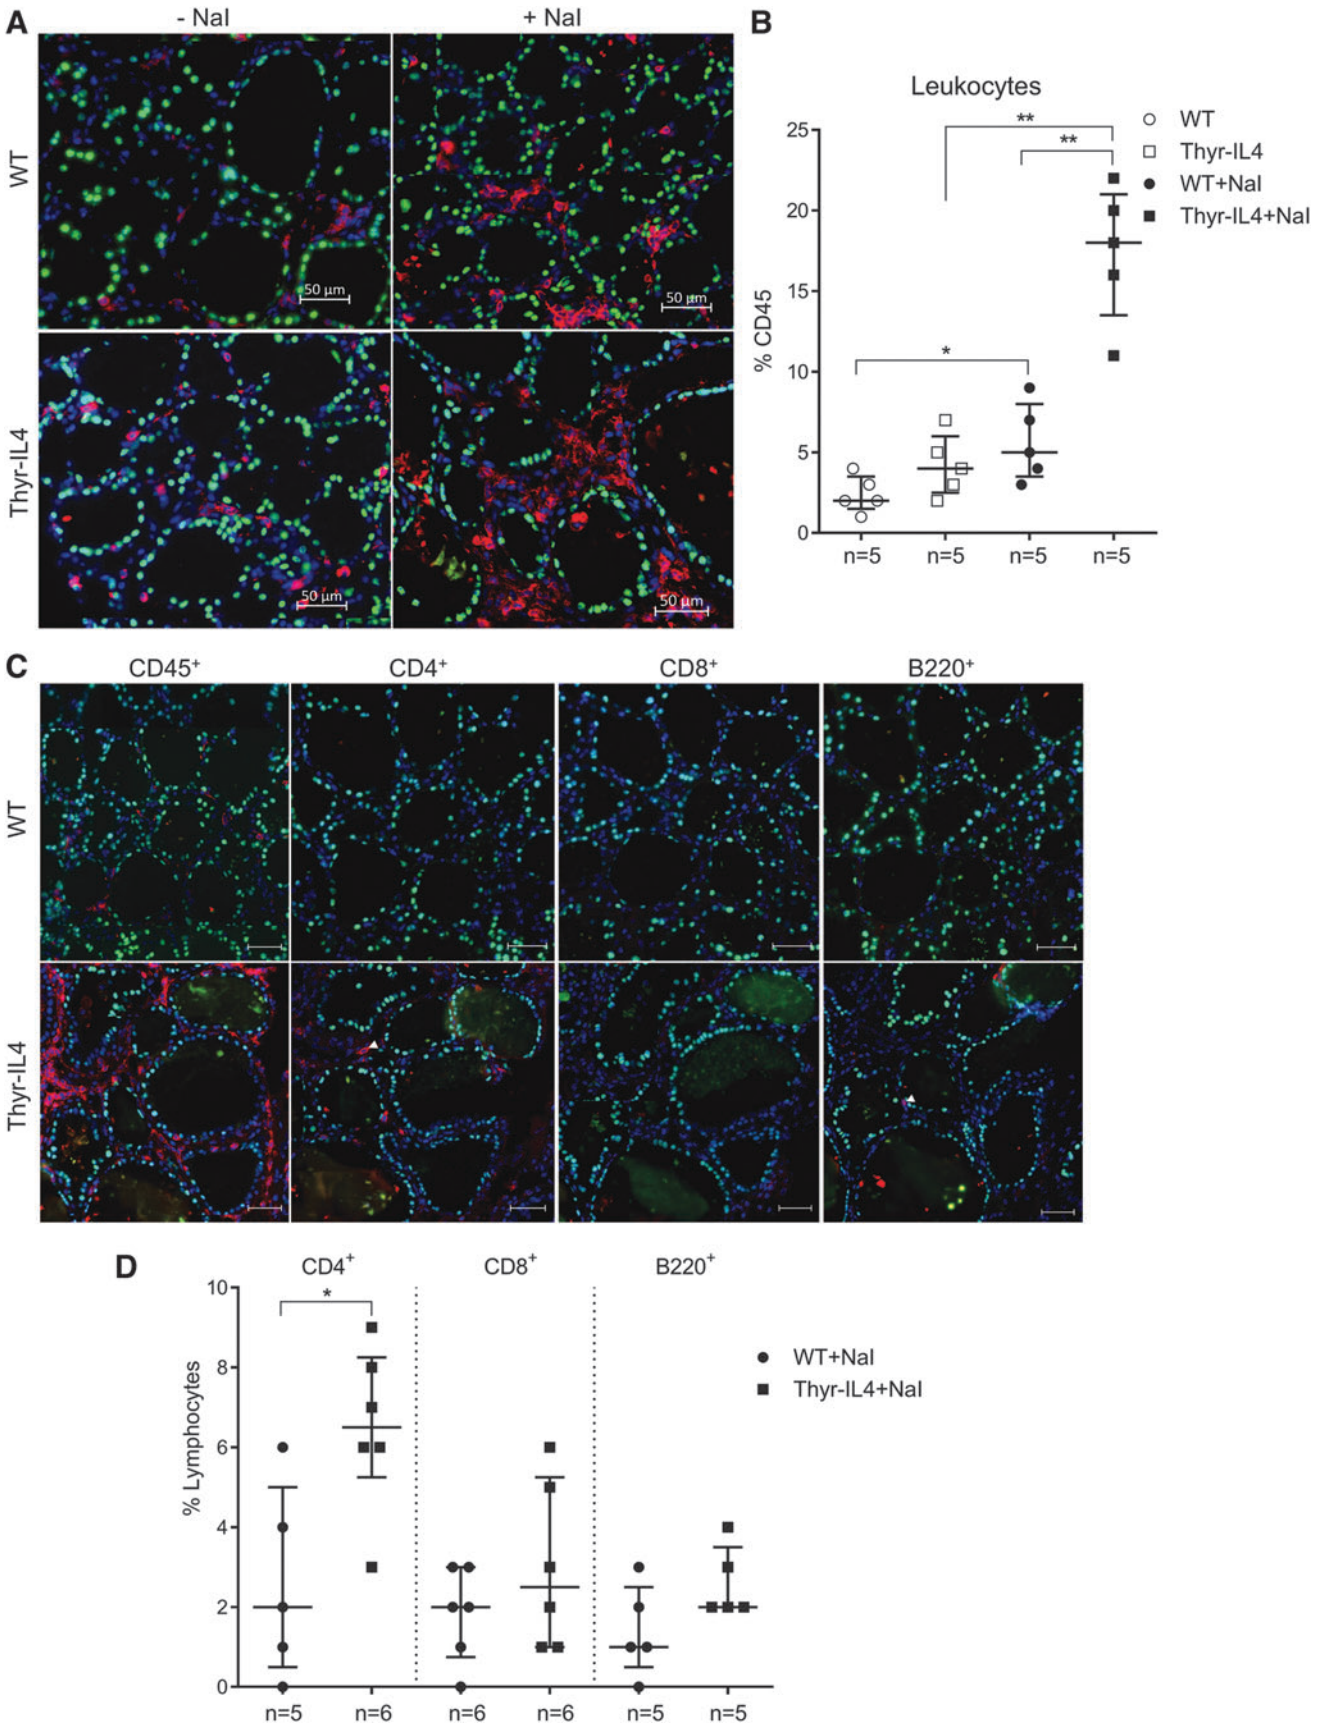 A
- NaI
+ NaI
WT
50 µm
50 µm
Thyr-IL4
50 µm
50 µm
B
Leukocytes
% CD45
25
20
15
10
5
0
**
**
*
n=5
n=5
n=5
n=5
WT
Thyr-IL4
WT+NaI
Thyr-IL4+NaI
C
CD45+
CD4+
CD8+
B220+
WT
Thyr-IL4
D
CD4+
CD8+
B220+
% Lymphocytes
10
8
6
4
2
0
*
n=5
n=6
n=6
n=6
n=5
n=5
WT+NaI
Thyr-IL4+NaI